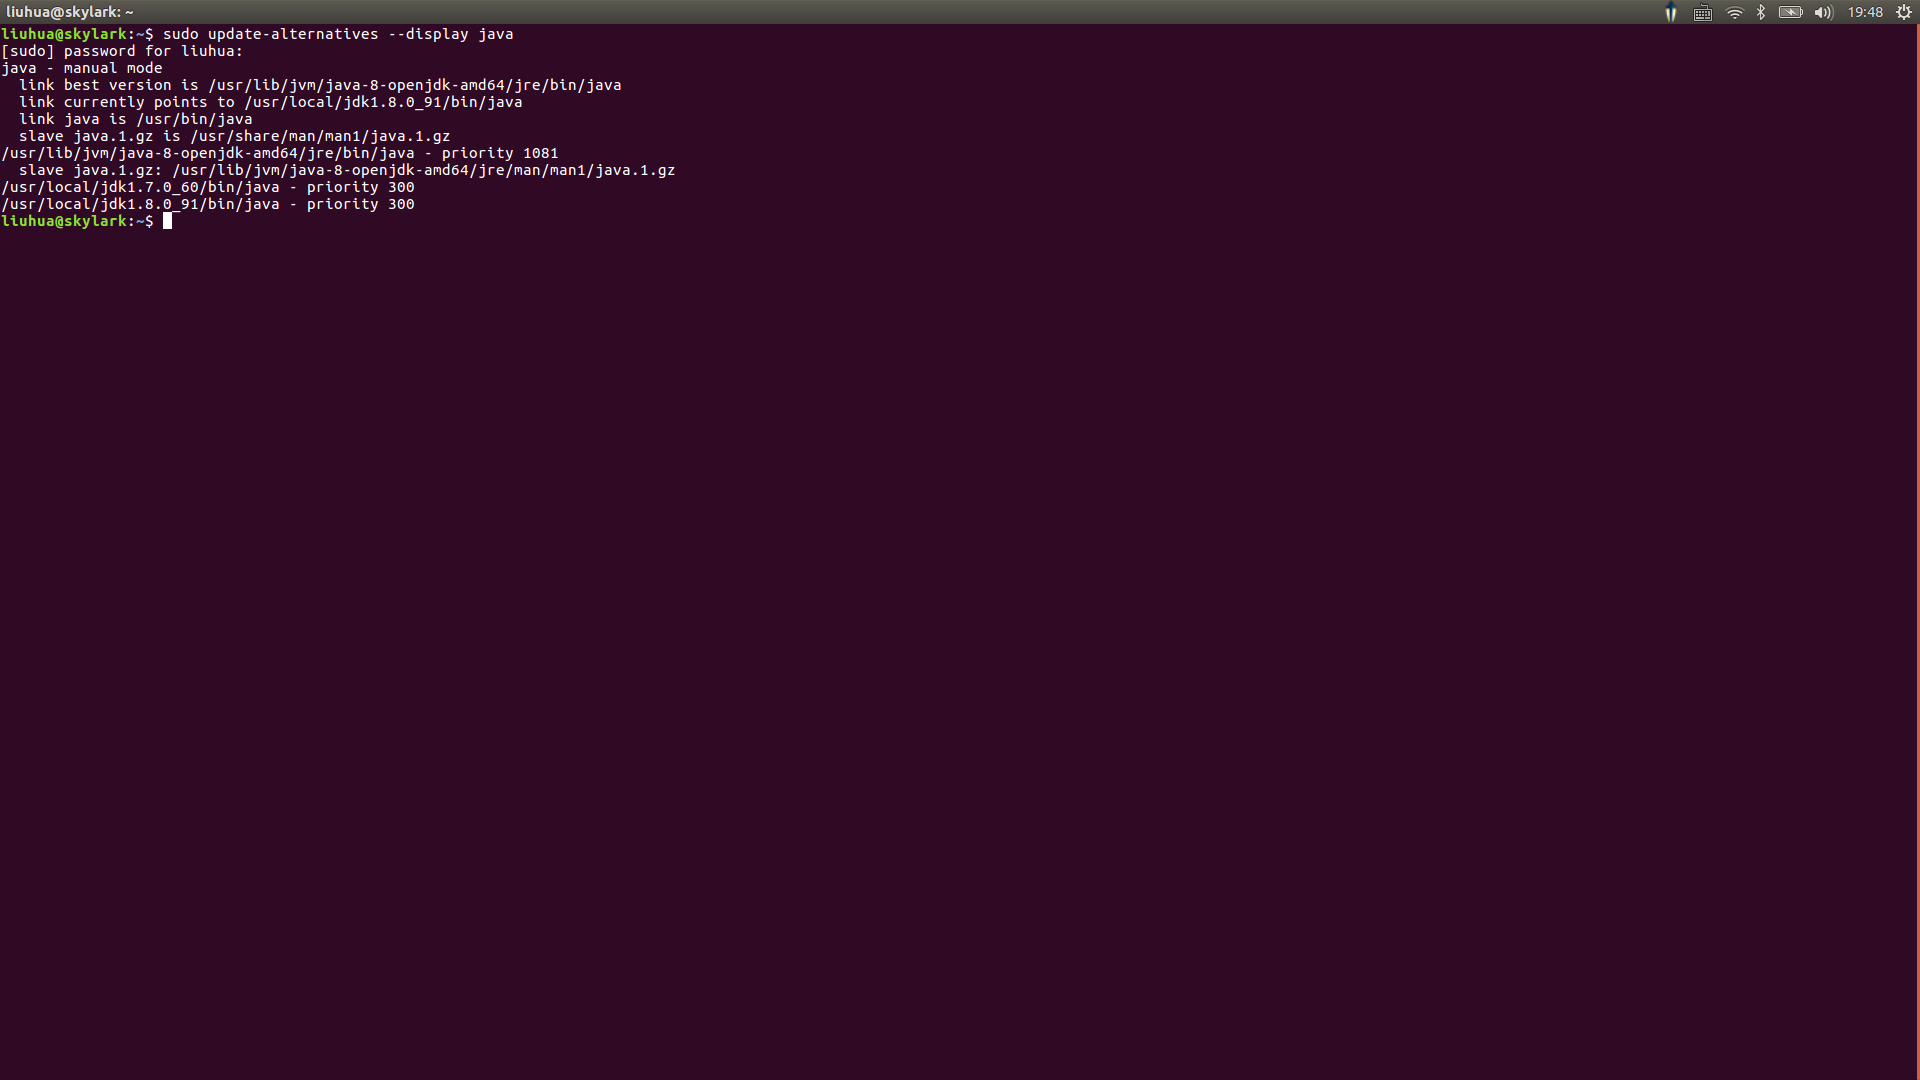 liuhua@skylark: ~
19:48
liuhua@skylark:~$ sudo update-alternatives --display java
[sudo] password for liuhua:
java - manual mode
  link best version is /usr/lib/jvm/java-8-openjdk-amd64/jre/bin/java
  link currently points to /usr/local/jdk1.8.0_91/bin/java
  link java is /usr/bin/java
  slave java.1.gz is /usr/share/man/man1/java.1.gz
/usr/lib/jvm/java-8-openjdk-amd64/jre/bin/java - priority 1081
  slave java.1.gz: /usr/lib/jvm/java-8-openjdk-amd64/jre/man/man1/java.1.gz
/usr/local/jdk1.7.0_60/bin/java - priority 300
/usr/local/jdk1.8.0_91/bin/java - priority 300
liuhua@skylark:~$